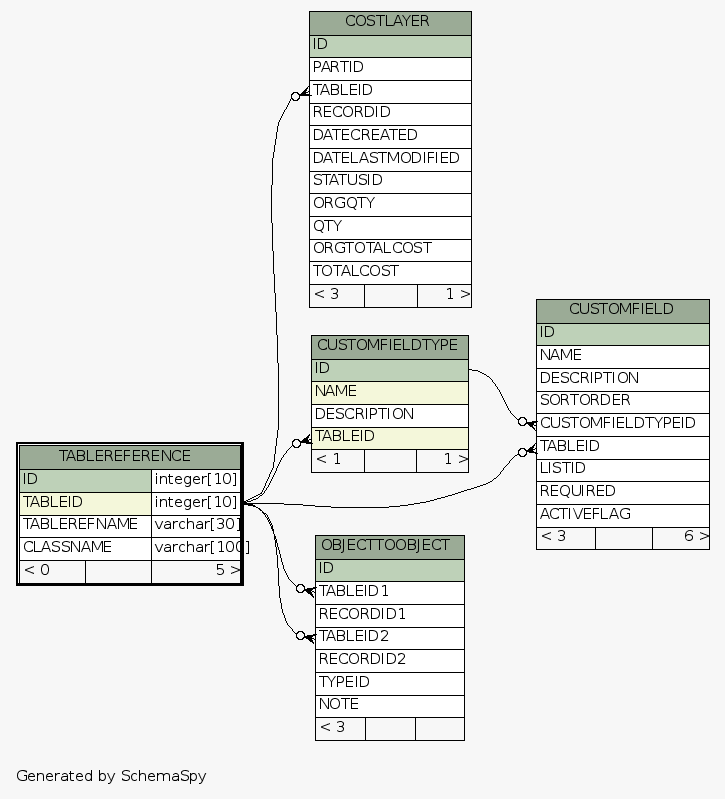 COSTLAYER
ID
PARTID
TABLEID
RECORDID
DATECREATED
DATELASTMODIFIED
STATUSID
ORGQTY
QTY
ORGTOTALCOST
TOTALCOST
< 3 1 >
CUSTOMFIELDTYPE
ID
NAME
DESCRIPTION
TABLEID
< 1 1 >
CUSTOMFIELD
ID
NAME
DESCRIPTION
SORTORDER
CUSTOMFIELDTYPEID
TABLEID
LISTID
REQUIRED
ACTIVEFLAG
< 3 6 >
TABLEREFERENCE
ID integer[10]
TABLEID integer[10]
TABLEREFNAME varchar[30]
CLASSNAME varchar[100]
< 0 5 >
OBJECTTOOBJECT
ID
TABLEID1
RECORDID1
TABLEID2
RECORDID2
TYPEID
NOTE
< 3
Generated by SchemaSpy